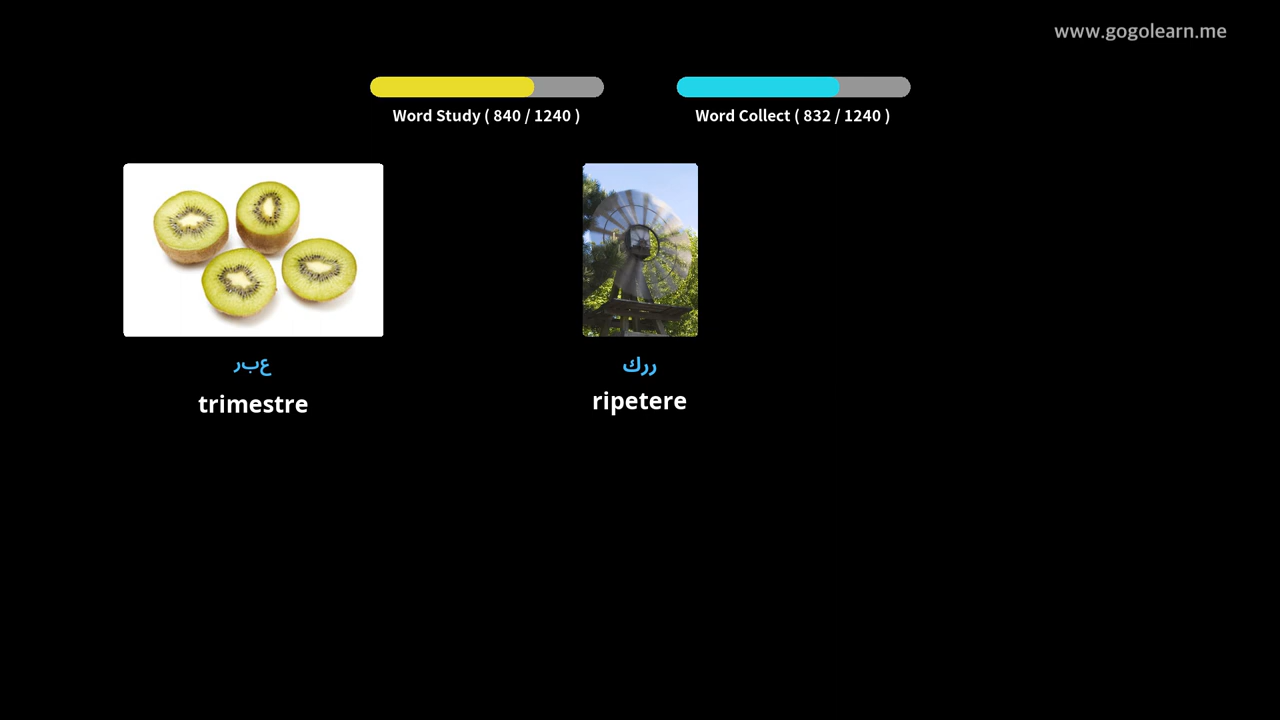 www.gogolearn.me
Word Study ( 840 / 1240 )
Word Collect ( 832 / 1240 )
عبر
trimestre
ررك
ripetere